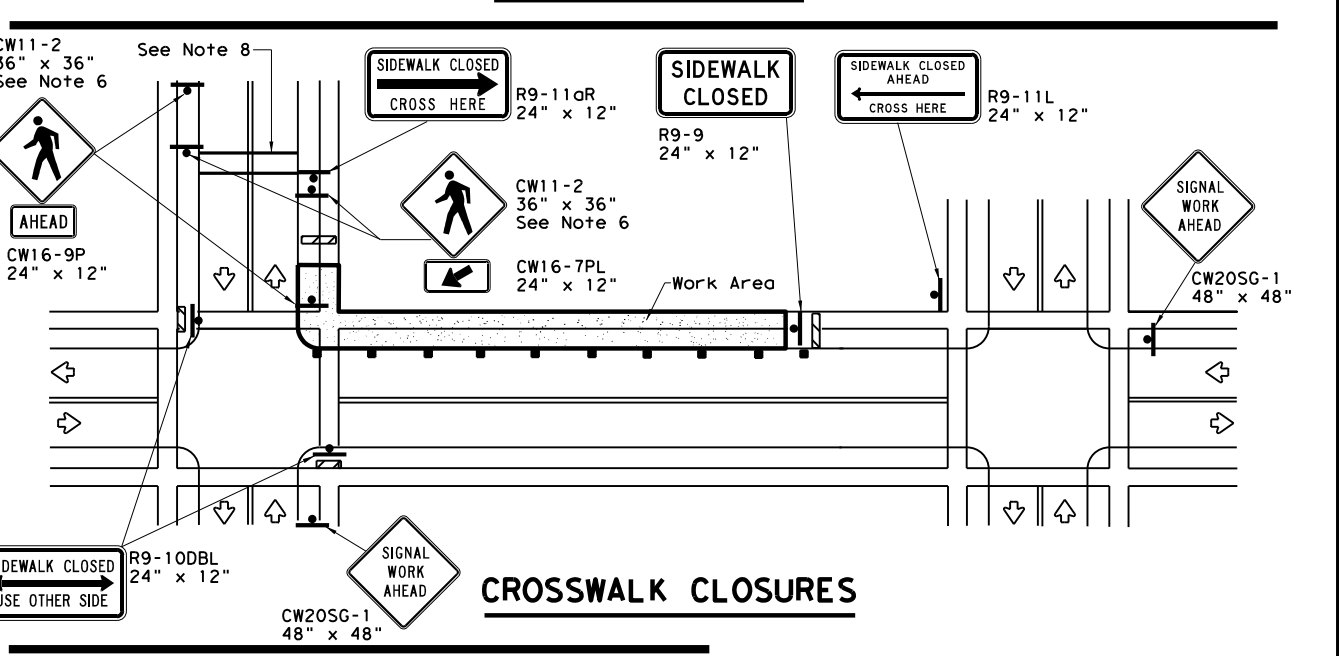 CW11-2
36" x 36"
See Note 6
AHEAD
CW16-9P
24" x 12"
See Note 8
SIDEWALK CLOSED
CROSS HERE
R9-11aR
24" x 12"
CW11-2
36" x 36"
See Note 6
CW16-7PL
24" x 12"
SIDEWALK
CLOSED
R9-9
24" x 12"
SIDEWALK CLOSED
AHEAD
CROSS HERE
R9-11L
24" x 12"
SIGNAL
WORK
AHEAD
CW20SG-1
48" x 48"
Work Area
DEWALK CLOSED
USE OTHER SIDE
R9-10DBL
24" x 12"
SIGNAL
WORK
AHEAD
CW20SG-1
48" x 48"
CROSSWALK CLOSURES